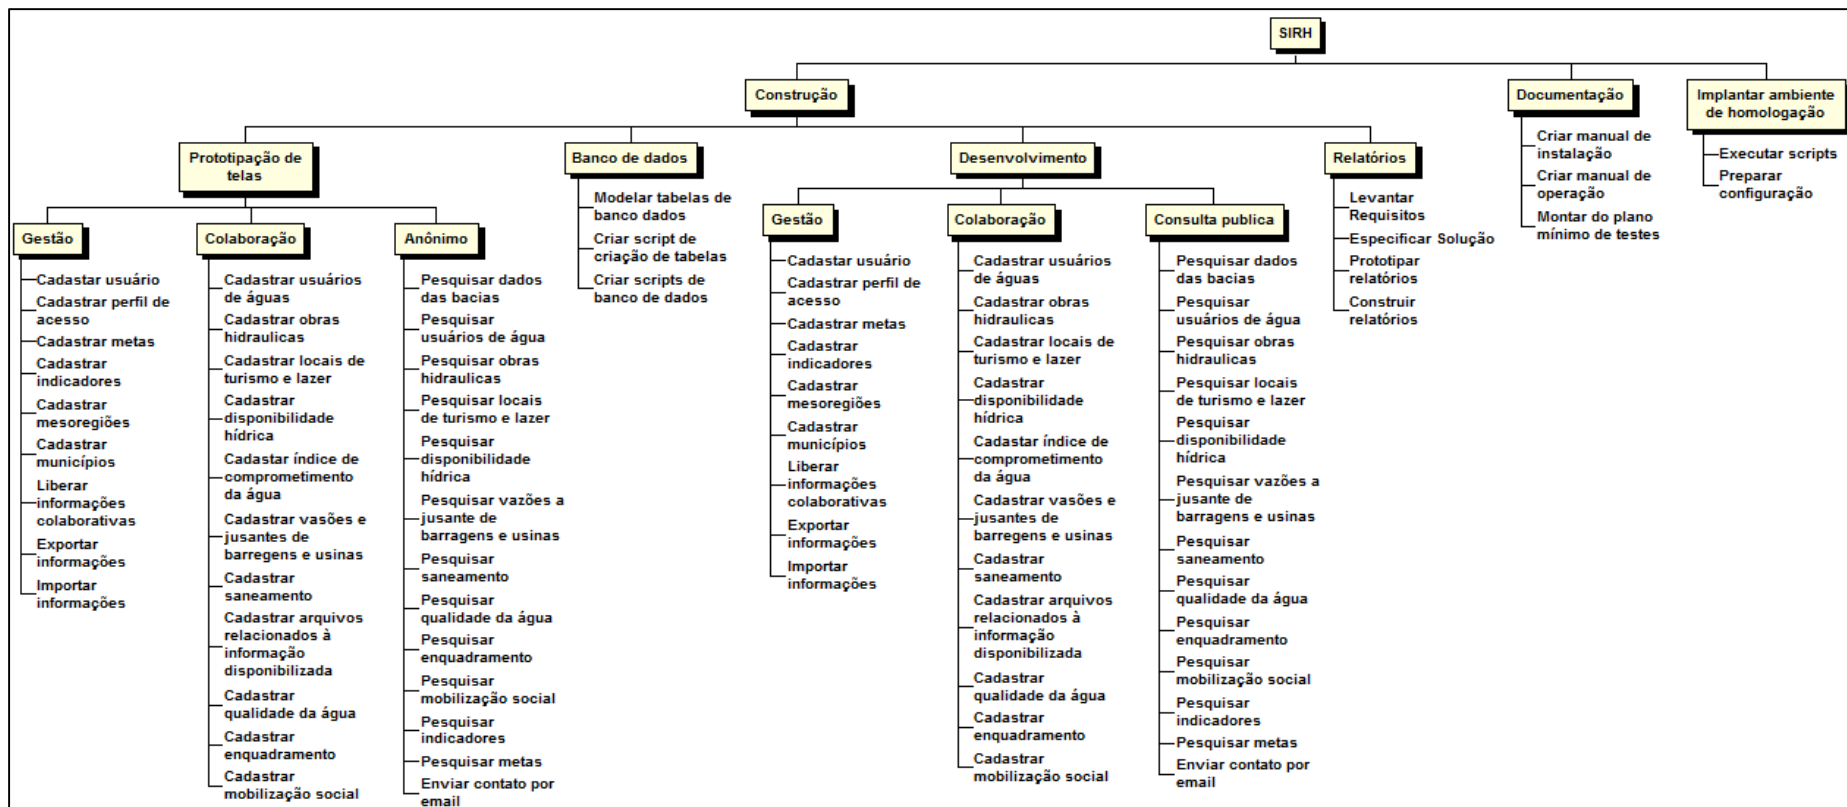 SIRH
Construção
Documentação
Implantar ambiente
de homologação
Prototipação de
telas
Banco de dados
Desenvolvimento
Relatórios
Criar manual de
instalação
Criar manual de
operação
Montar do plano
mínimo de testes
Executar scripts
Preparar
configuração
Gestão
Cadastar usuário
Cadastrar perfil de
acesso
Cadastrar metas
Cadastrar
indicadores
Cadastrar
mesoregiões
Cadastrar
municípios
Liberar
informações
colaborativas
Exportar
informações
Importar
informações
Colaboração
Cadastrar usuários
de águas
Cadastrar obras
hidraulicas
Cadastrar locais de
turismo e lazer
Cadastrar
disponibilidade
hídrica
Cadastar índice de
comprometimento
da água
Cadastrar vasões e
jusantes de
barregens e usinas
Cadastrar
saneamento
Cadastrar arquivos
relacionados à
informação
disponibilizada
Cadastrar
qualidade da água
Cadastrar
enquadramento
Cadastrar
mobilização social
Anônimo
Pesquisar dados
das bacias
Pesquisar
usuários de água
Pesquisar obras
hidraulicas
Pesquisar locais
de turismo e lazer
Pesquisar
disponibilidade
hídrica
Pesquisar vazões a
jusante de
barragens e usinas
Pesquisar
saneamento
Pesquisar
qualidade da água
Pesquisar
enquadramento
Pesquisar
mobilização social
Pesquisar
indicadores
Pesquisar metas
Enviar contato por
email
Modelar tabelas de
banco dados
Criar script de
criação de tabelas
Criar scripts de
banco de dados
Gestão
Cadastar usuário
Cadastrar perfil de
acesso
Cadastrar metas
Cadastrar
indicadores
Cadastrar
mesoregiões
Cadastrar
municípios
Liberar
informações
colaborativas
Exportar
informações
Importar
informações
Colaboração
Cadastrar usuários
de águas
Cadastrar obras
hidraulicas
Cadastrar locais de
turismo e lazer
Cadastrar
disponibilidade
hídrica
Cadastar índice de
comprometimento
da água
Cadastrar vasões e
jusantes de
barregens e usinas
Cadastrar
saneamento
Cadastrar arquivos
relacionados à
informação
disponibilizada
Cadastrar
qualidade da água
Cadastrar
enquadramento
Cadastrar
mobilização social
Consulta publica
Pesquisar dados
das bacias
Pesquisar
usuários de água
Pesquisar obras
hidraulicas
Pesquisar locais
de turismo e lazer
Pesquisar
disponibilidade
hídrica
Pesquisar vazões a
jusante de
barragens e usinas
Pesquisar
saneamento
Pesquisar
qualidade da água
Pesquisar
enquadramento
Pesquisar
mobilização social
Pesquisar
indicadores
Pesquisar metas
Enviar contato por
email
Levantar
Requisitos
Especificar Solução
Prototipar
relatórios
Construir
relatórios